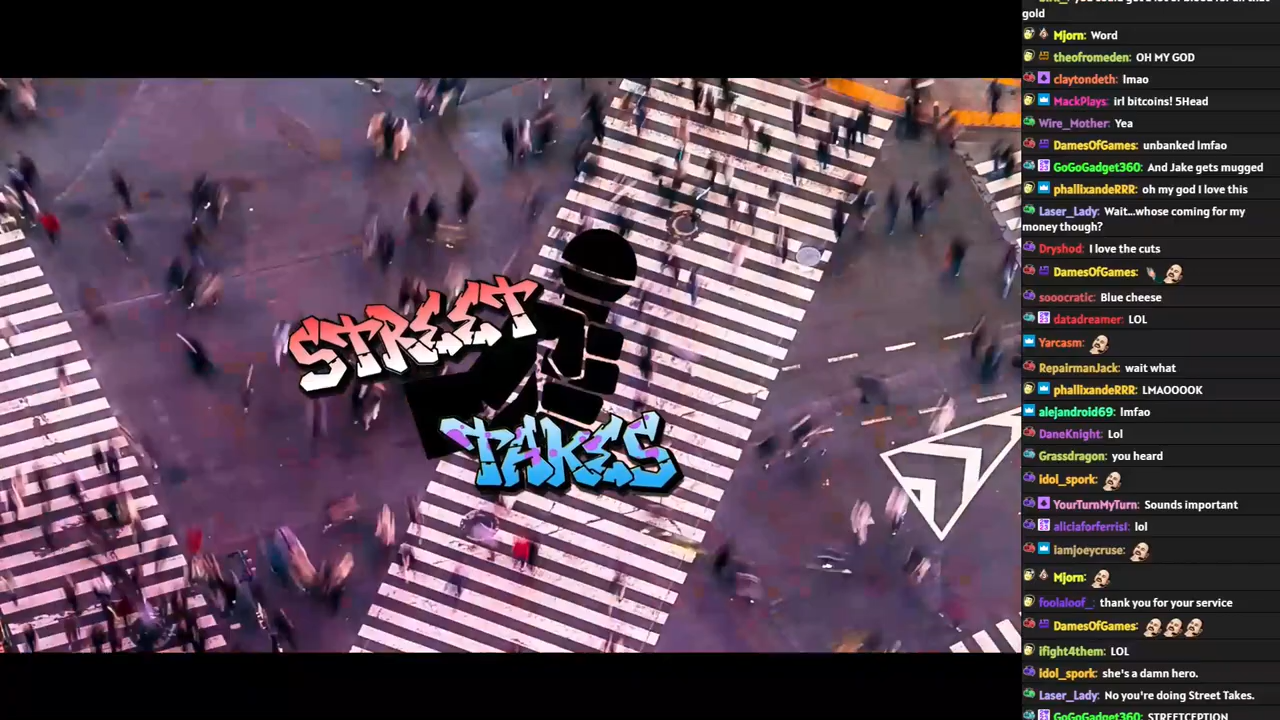 STREET
TAKES
gold
Mjorn: Word
theofromeden: OH MY GOD
claytondeth: lmao
MackPlays: irl bitcoins! 5Head
Wire_Mother: Yea
DamesOfGames: unbanked lmfao
GoGoGadget360: And Jake gets mugged
phallixandeRRR: oh my god I love this
Laser_Lady: Wait...whose coming for my
money though?
Dryshod: I love the cuts
DamesOfGames:
sooocratic: Blue cheese
datadreamer: LOL
Yarcasm:
RepairmanJack: wait what
phallixandeRRR: LMAOOOOK
alejandroid69: lmfao
DaneKnight: Lol
Grassdragon: you heard
idol_spork:
YourTurnMyTurn: Sounds important
aliciaforferrisi: lol
iamjoeycruse:
Mjorn:
foolaloof_: thank you for your service
DamesOfGames:
ifight4them: LOL
idol_spork: she's a damn hero.
Laser_Lady: No you're doing Street Takes.
GoGoGadget360: STREETCEPTION